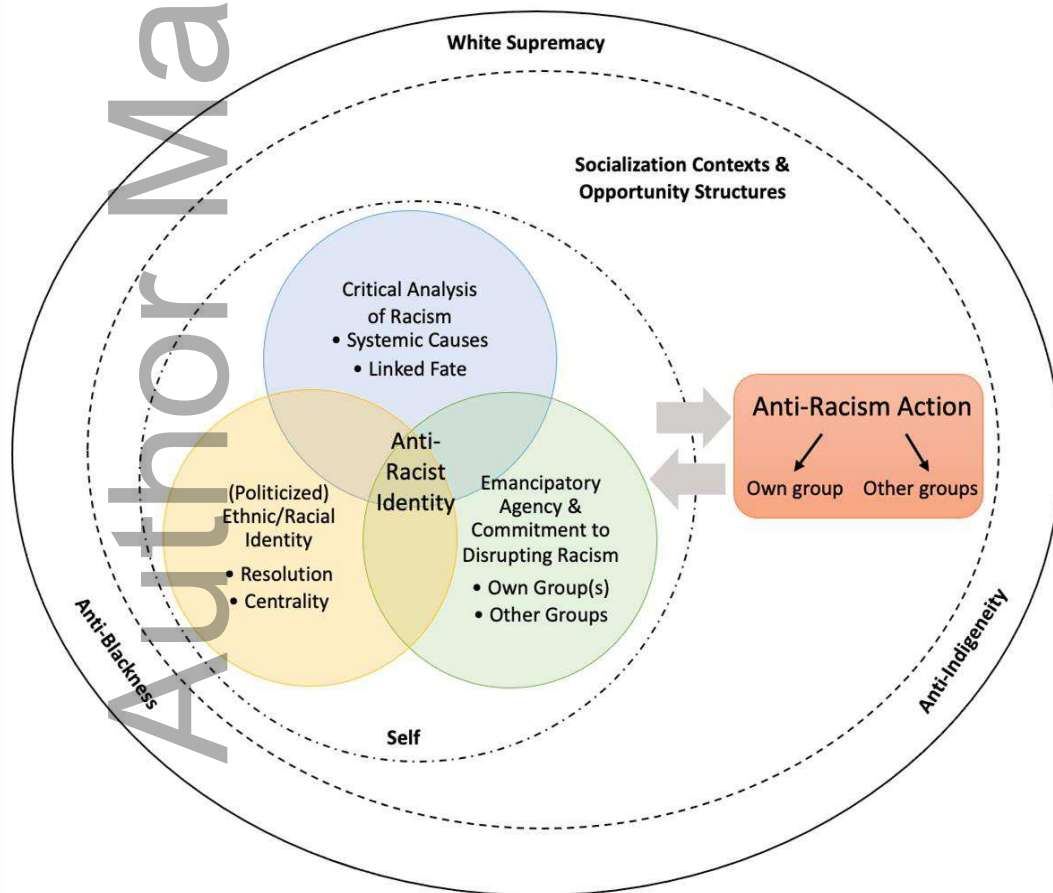 White Supremacy
Socialization Contexts &
Opportunity Structures
Critical Analysis
of Racism
• Systemic Causes
• Linked Fate
Anti-Racism Action
Own group
Other groups
Anti-
Racist
Identity
(Politicized)
Ethnic/Racial
Identity
• Resolution
• Centrality
Emancipatory
Agency &
Commitment to
Disrupting Racism
• Own Group(s)
• Other Groups
Anti-Blackness
Anti-Indigeneity
Self
Author Ma